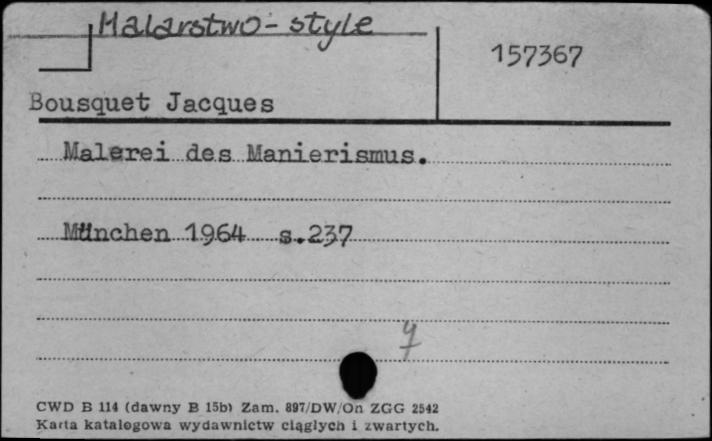 Malarstwo - style
157367
Bousquet Jacques
Malerei des Manierismus.
München 1964 s.237
CWD B 114 (dawny B 15b) Zam. 897/DW/On ZGG 2542
Karta katalogowa wydawnictw ciągłych i zwartych.